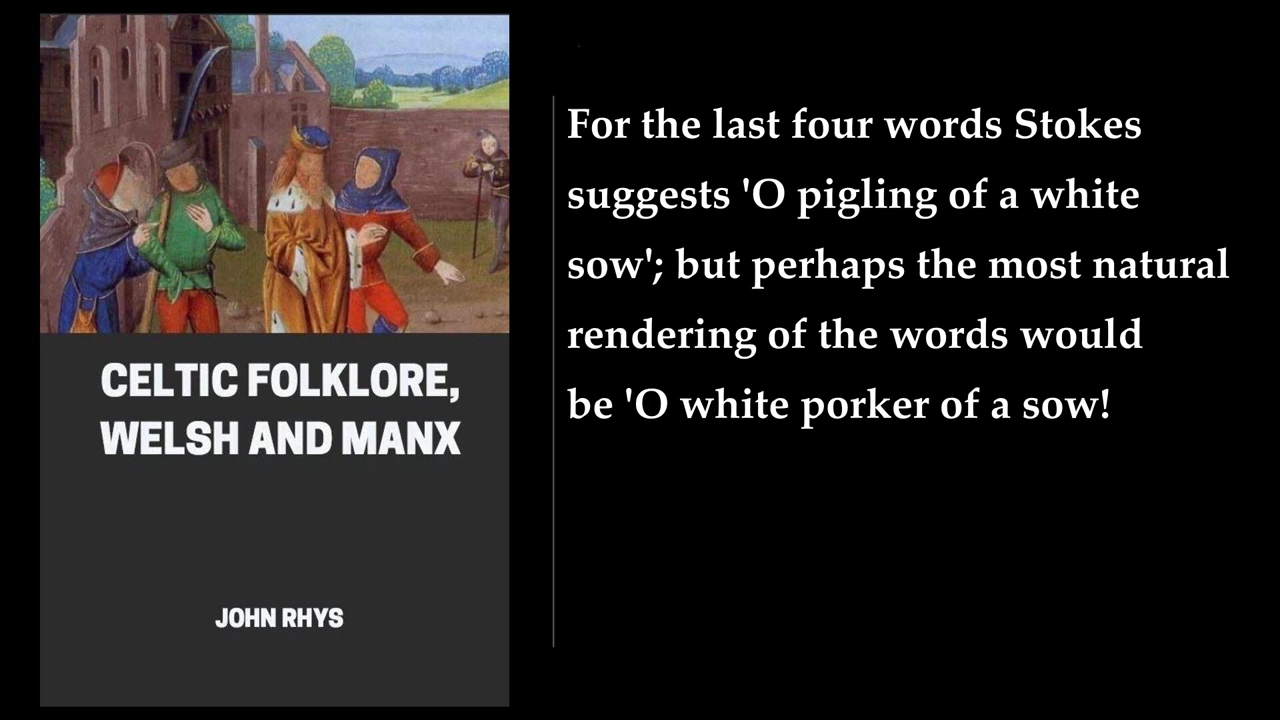 CELTIC FOLKLORE,
WELSH AND MANX
JOHN RHYS
For the last four words Stokes
suggests 'O pigling of a white
sow'; but perhaps the most natural
rendering of the words would
be 'O white porker of a sow!